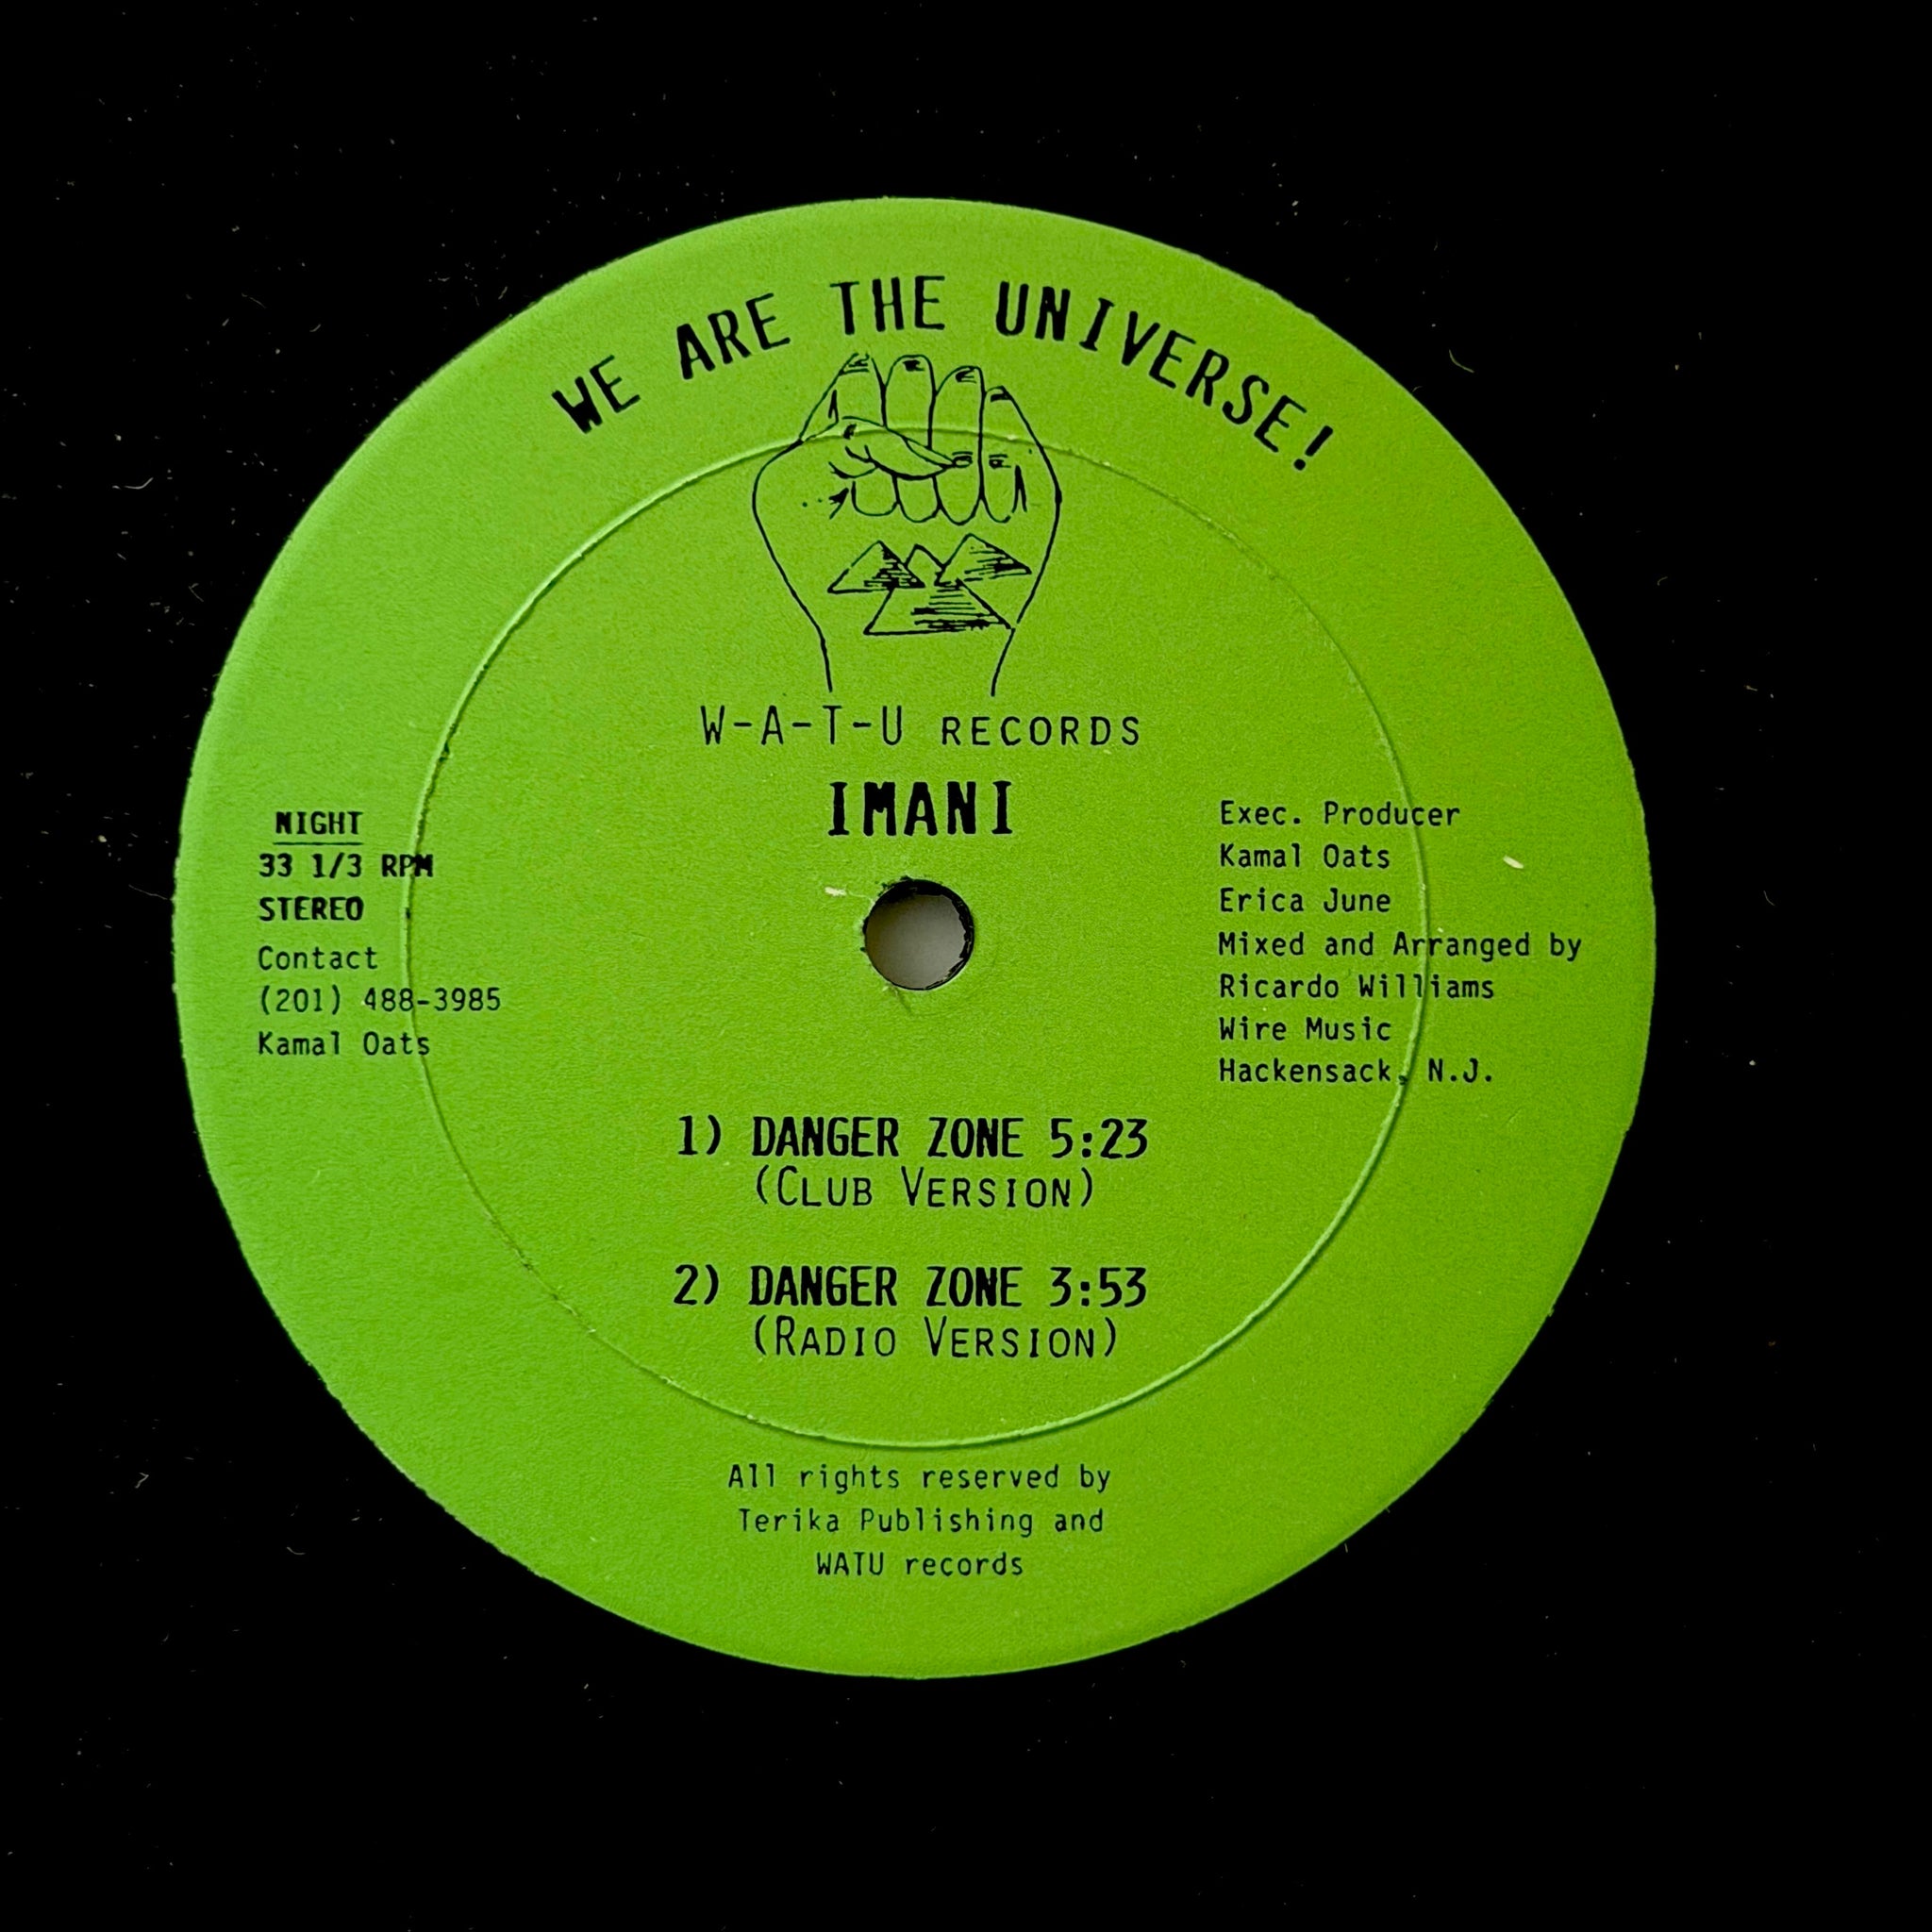 WE ARE THE UNIVERSE!
W-A-T-U RECORDS
IMANI
NIGHT
33 1/3 RPM
STEREO
Contact
(201) 488-3985
Kamal Oats
Exec. Producer
Kamal Oats
Erica June
Mixed and Arranged by
Ricardo Williams
Wire Music
Hackensack, N.J.
1) DANGER ZONE 5:23
(CLUB VERSION)
2) DANGER ZONE 3:53
(RADIO VERSION)
All rights reserved by
Terika Publishing and
WATU records